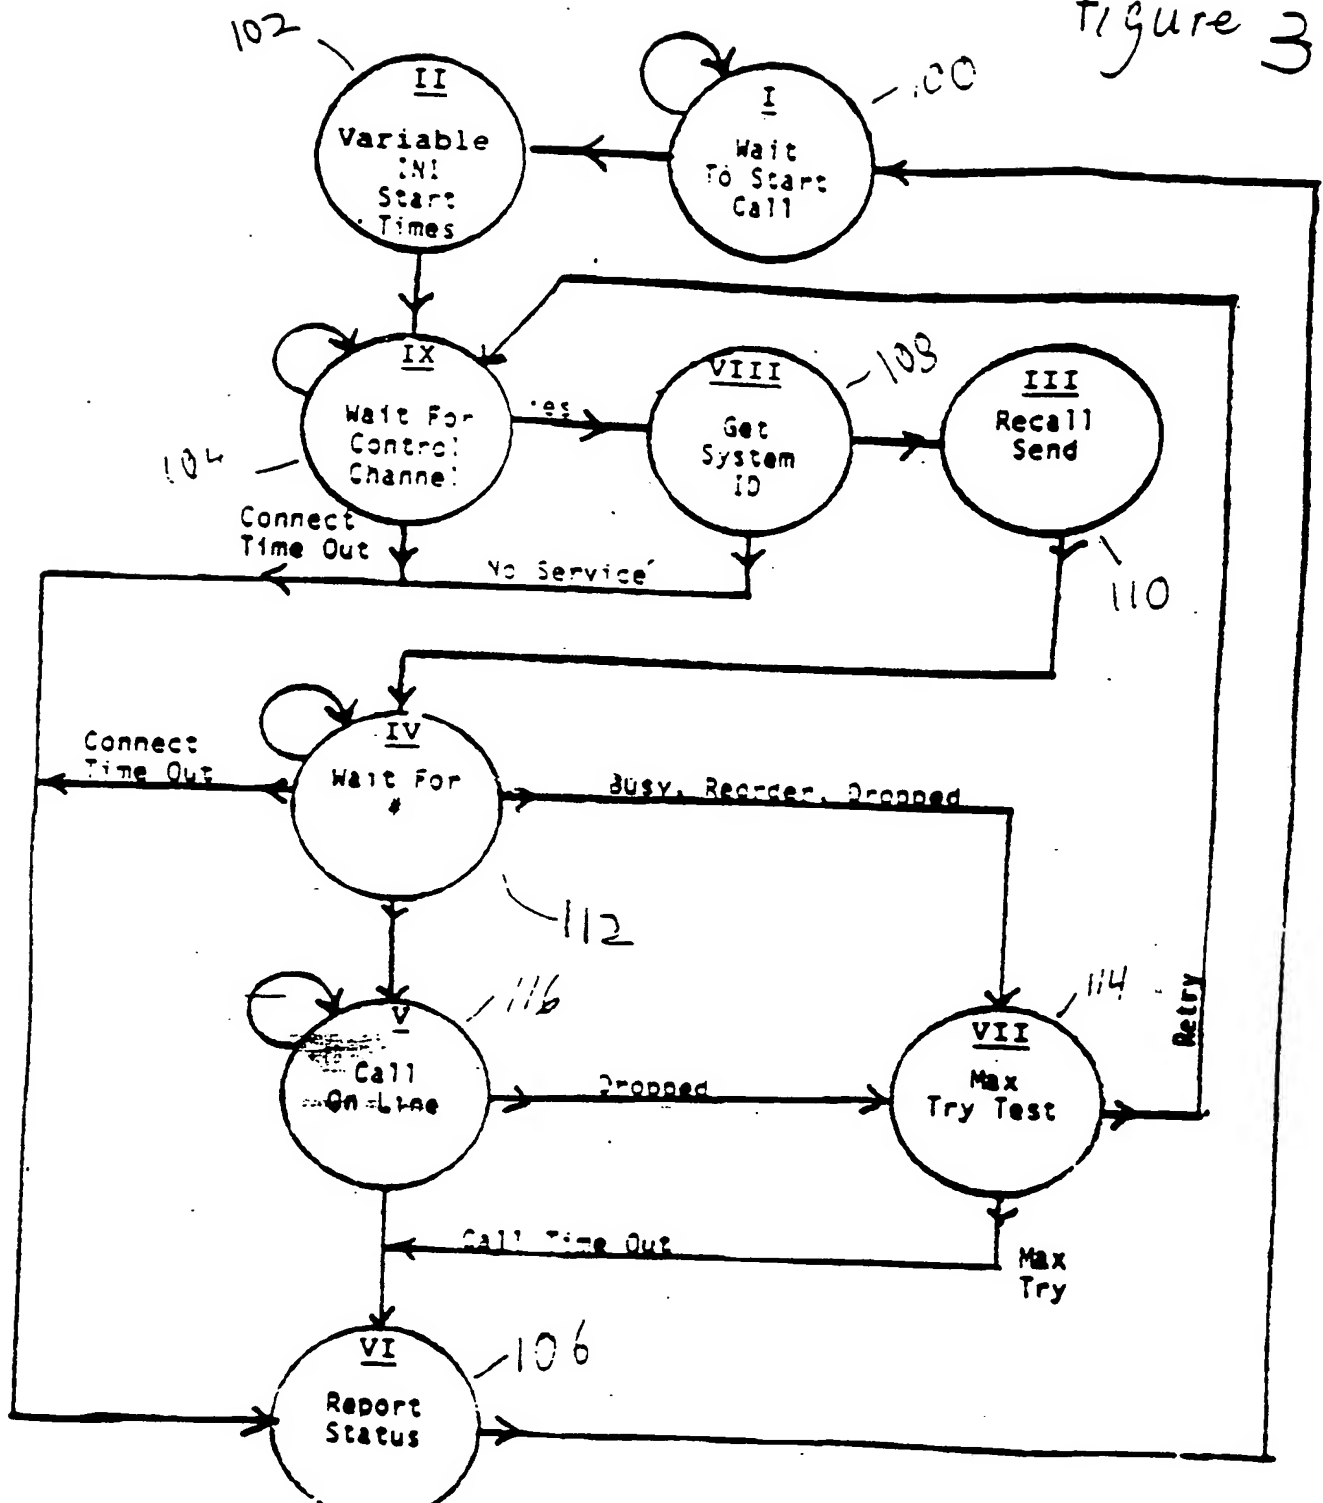 Figure 3
102
100
II
Variable
INI
Start
Times
I
Wait
To Start
Call
IX
Wait For
Control
Channel
104
VIII
Get
System
ID
108
III
Recall
Send
110
Connect
Time Out
No Service
IV
Wait For
#
Connect
Time Out
Busy, Reorder, Dropped
112
V
Call
On-Line
116
Dropped
VII
Max
Try Test
114
Retry
Call Time Out
Max
Try
VI
Report
Status
106